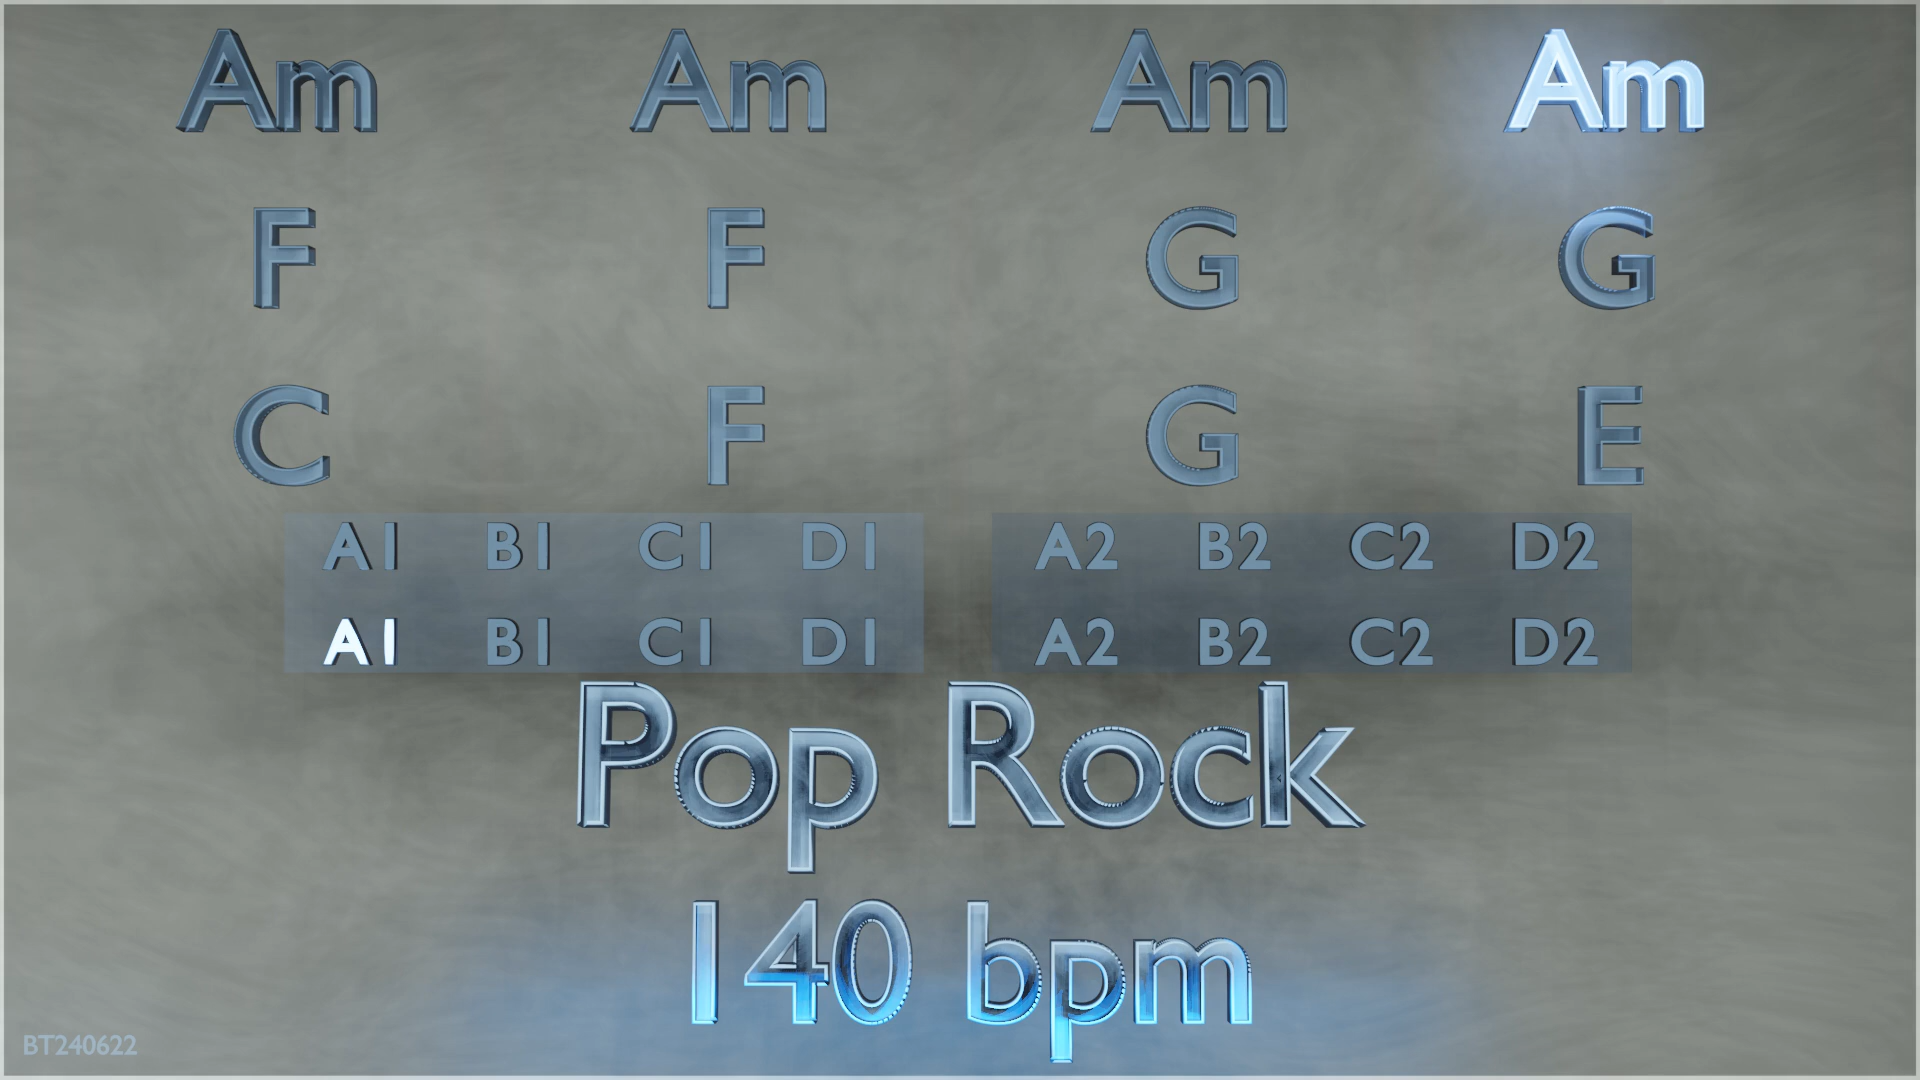 Am Am Am Am
F F G G
C F G E
A1 B1 C1 D1 A2 B2 C2 D2
A1 B1 C1 D1 A2 B2 C2 D2
Pop Rock
140 bpm
BT240622